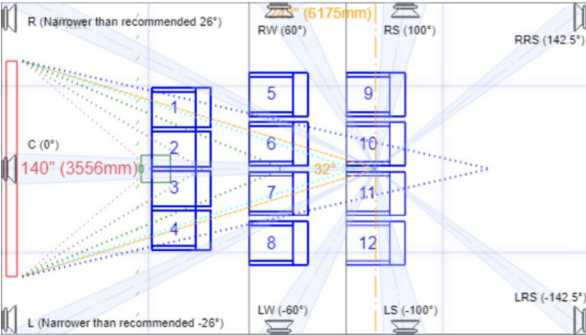 R (Narrower than recommended 26°)
(6175mm)
RW (60°)
RS (100°)
RRS (142.5°)
1
5
9
C (0°)
2
6
10
140" (3556mm)
32°
3
7
11
4
8
12
LRS (-142.5°)
LW (-60°)
LS (-100°)
L (Narrower than recommended -26°)